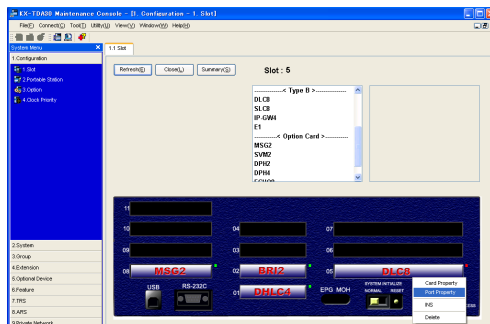 KX-TDA30 Maintenance Console - [1. Configuration - 1. Slot]
File(F) Connect(C) Tool(T) Utility(U) View(V) Window(W) Help(H)
System Menu
X
1.1 Slot
1.Configuration
1.Slot
2.Portable Station
3.Option
4.Clock Priority
Refresh(E)
Close(L)
Summary(S)
Slot : 5
------------< Type B >------------
DLC8
SLC8
IP-GW4
E1
------------< Option Card >------------
MSG2
SVM2
DPH2
DPH4
ECHO8
11
10
04
07
09
03
06
08
MSG2
02
BRI2
05
DLC8
USB
RS-232C
01
DHLC4
EPG MOH
SYSTEM INITIALIZE
NORMAL RESET
Card Property
Port Property
INS
Delete
2.System
3.Group
4.Extension
5.Optional Device
6.Feature
7.TRS
8.ARS
9.Private Network